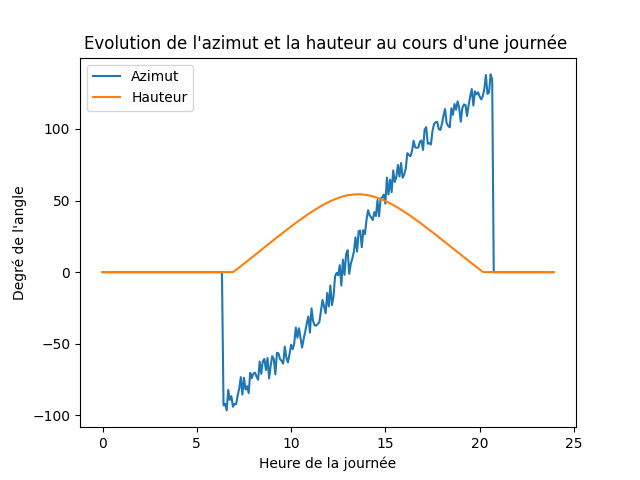 Evolution de l'azimut et la hauteur au cours d'une journée
Azimut
Hauteur
Degré de l'angle
100
50
0
−50
−100
0 5 10 15 20 25
Heure de la journée